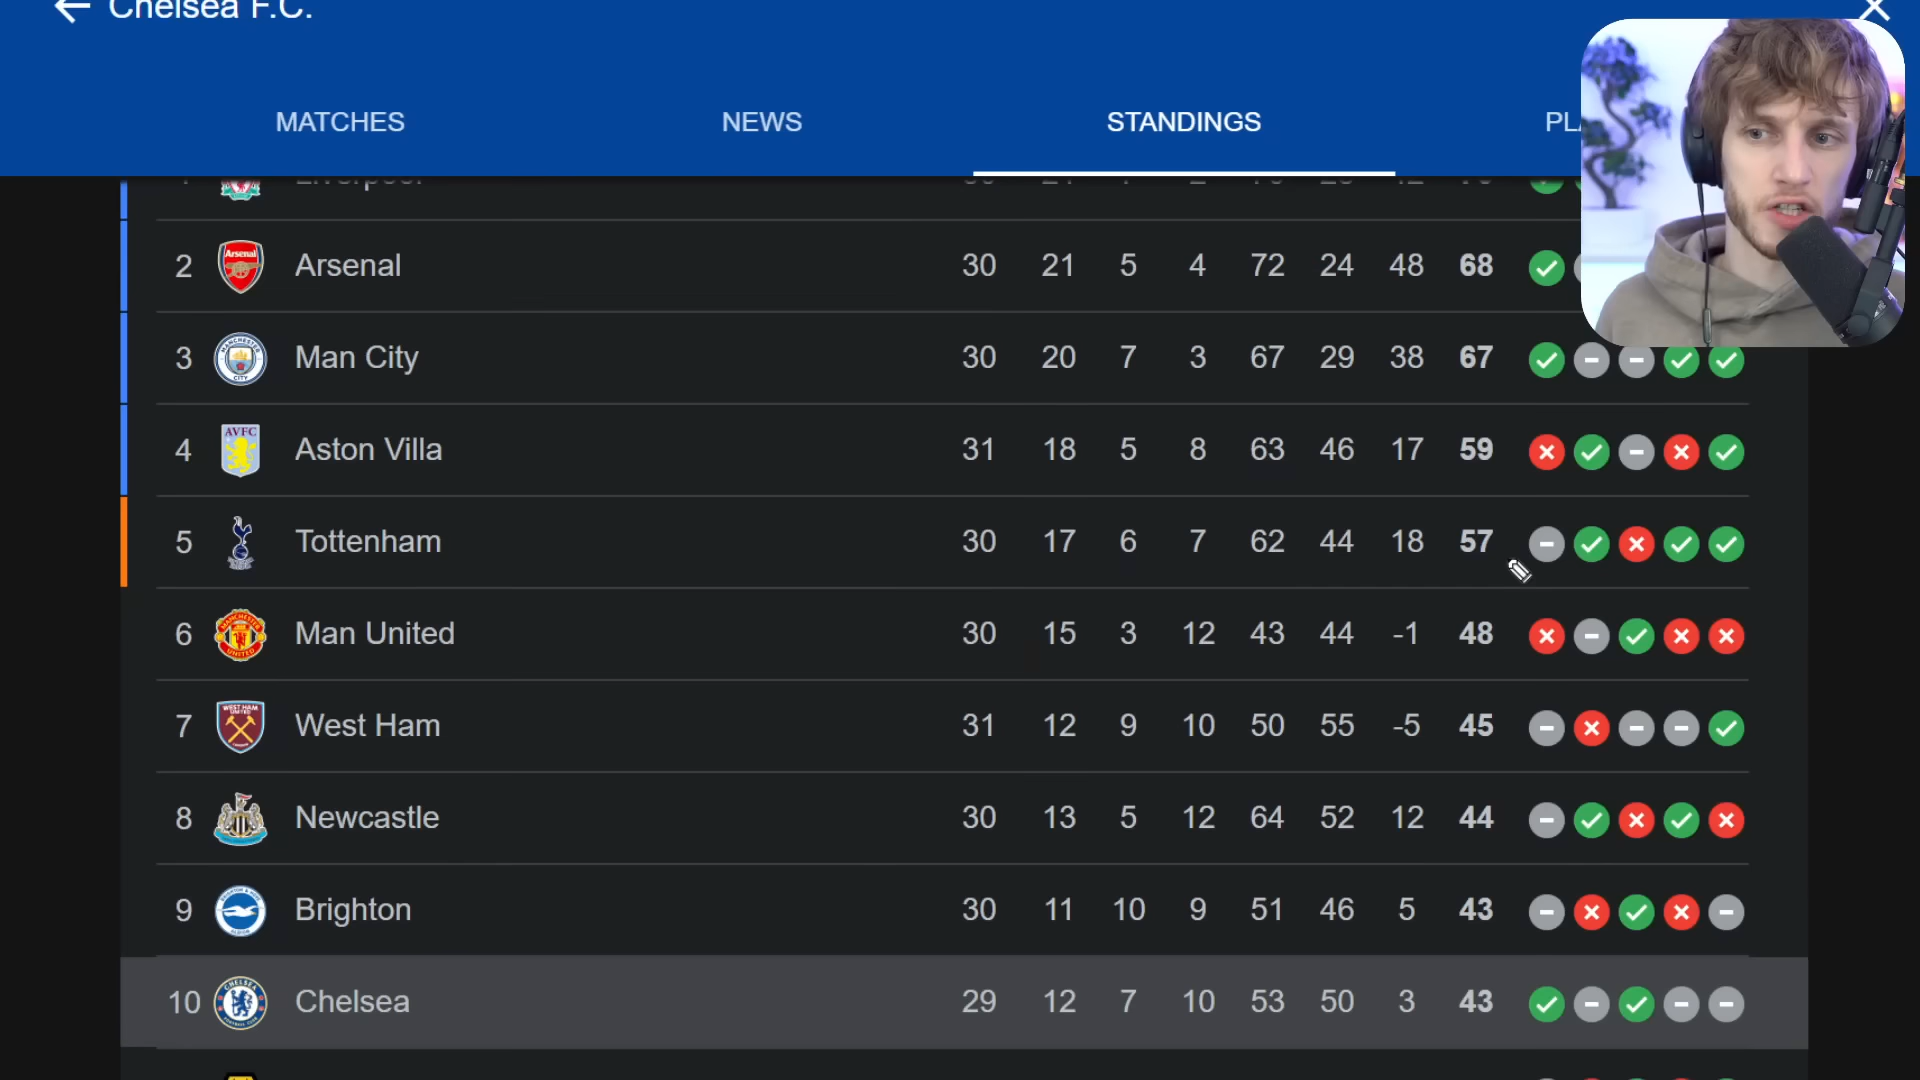 Chelsea F.C.
MATCHES NEWS STANDINGS
Liverpool
2 Arsenal 30 21 5 4 72 24 48 68
3 Man City 30 20 7 3 67 29 38 67
4 Aston Villa 31 18 5 8 63 46 17 59
5 Tottenham 30 17 6 7 62 44 18 57
6 Man United 30 15 3 12 43 44 -1 48
7 West Ham 31 12 9 10 50 55 -5 45
8 Newcastle 30 13 5 12 64 52 12 44
9 Brighton 30 11 10 9 51 46 5 43
10 Chelsea 29 12 7 10 53 50 3 43